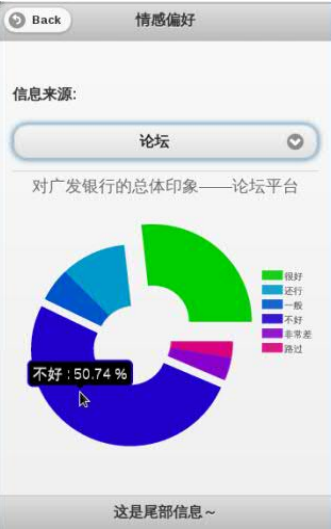 Back
情感偏好
信息来源:
论坛
对广发银行的总体印象——论坛平台
很好
还行
一般
不好
非常差
路过
不好 : 50.74 %
这是尾部信息～